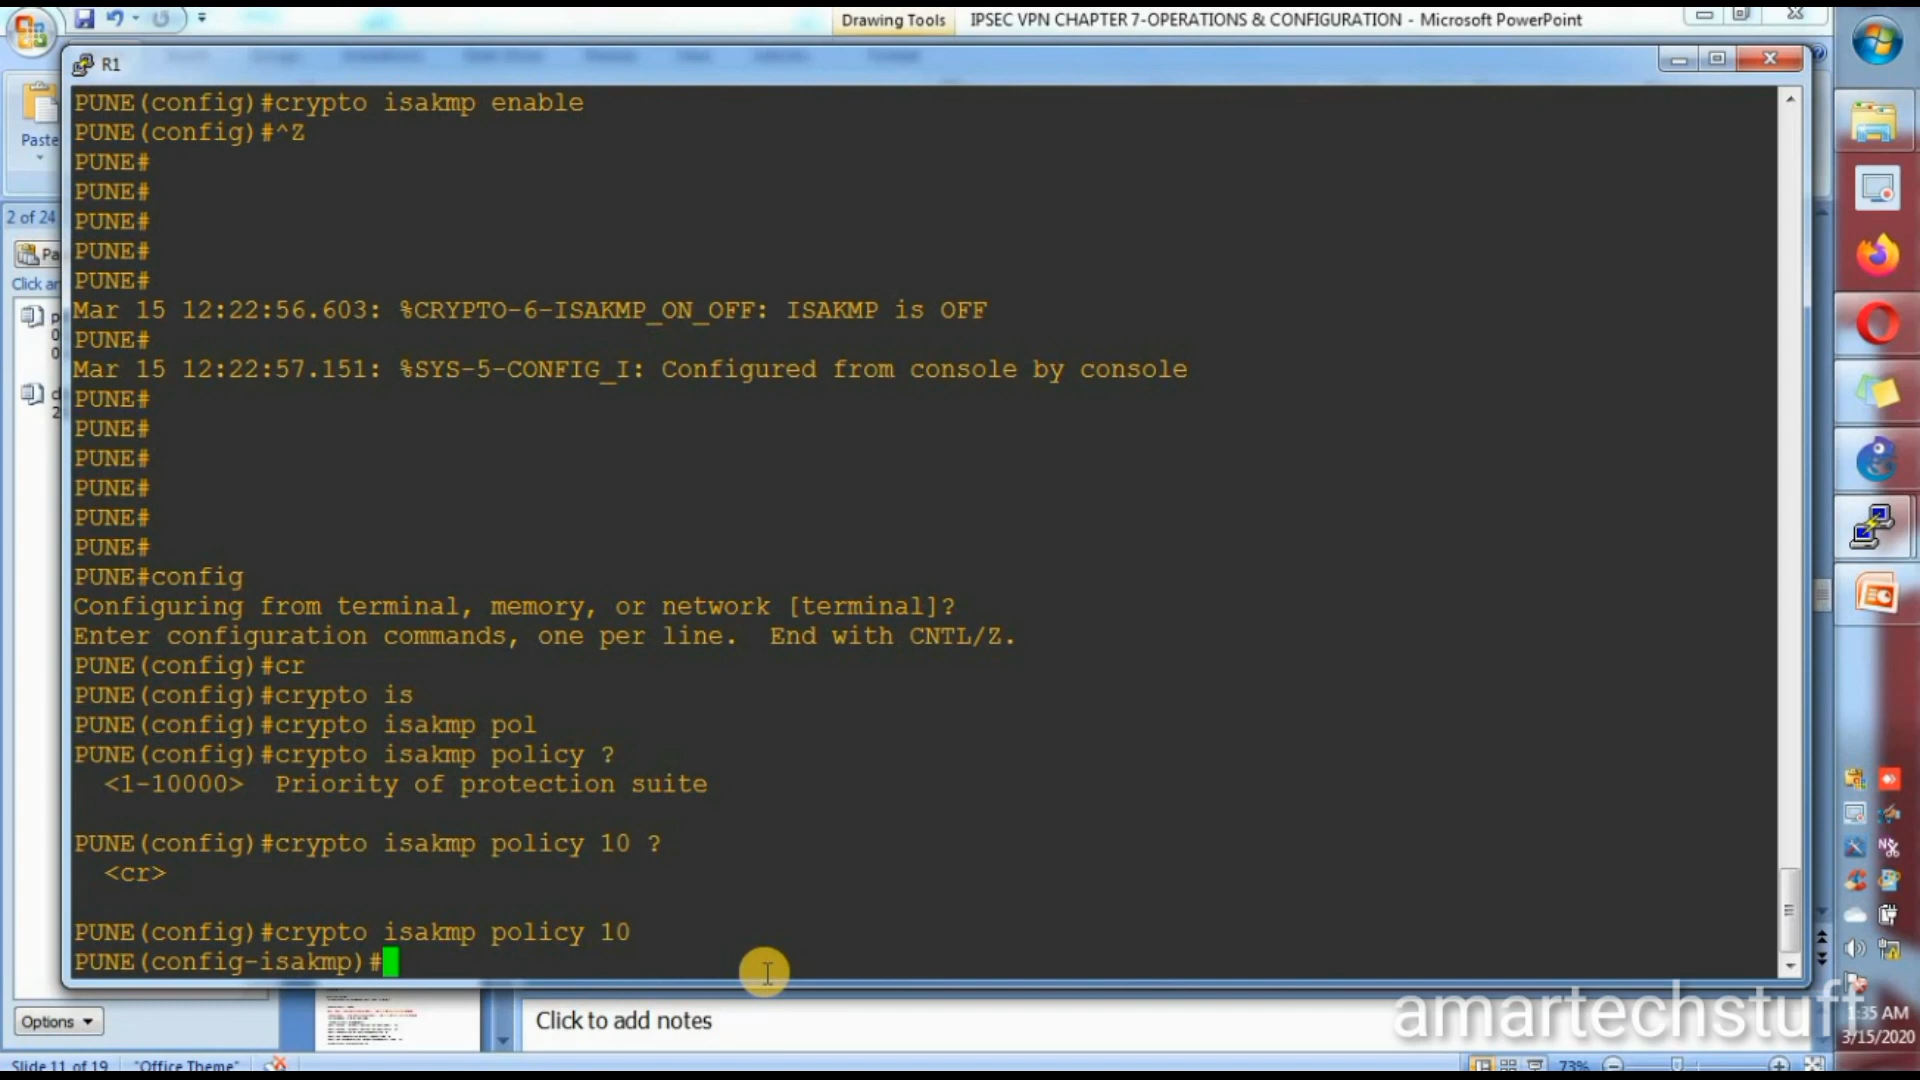 Drawing Tools
IPSEC VPN CHAPTER 7-OPERATIONS & CONFIGURATION - Microsoft PowerPoint
R1
PUNE(config)#crypto isakmp enable
PUNE(config)#^Z
PUNE#
PUNE#
PUNE#
PUNE#
PUNE#
Mar 15 12:22:56.603: %CRYPTO-6-ISAKMP_ON_OFF: ISAKMP is OFF
PUNE#
Mar 15 12:22:57.151: %SYS-5-CONFIG_I: Configured from console by console
PUNE#
PUNE#
PUNE#
PUNE#
PUNE#
PUNE#
PUNE#config
Configuring from terminal, memory, or network [terminal]?
Enter configuration commands, one per line.  End with CNTL/Z.
PUNE(config)#cr
PUNE(config)#crypto is
PUNE(config)#crypto isakmp pol
PUNE(config)#crypto isakmp policy ?
<1-10000>  Priority of protection suite
PUNE(config)#crypto isakmp policy 10 ?
<cr>
PUNE(config)#crypto isakmp policy 10
PUNE(config-isakmp)#
Paste
2 of 24
Pa
Click an
Options
Click to add notes
amartechstuff
:35 AM
3/15/2020
Slide 11 of 19
"Office Theme"
73%